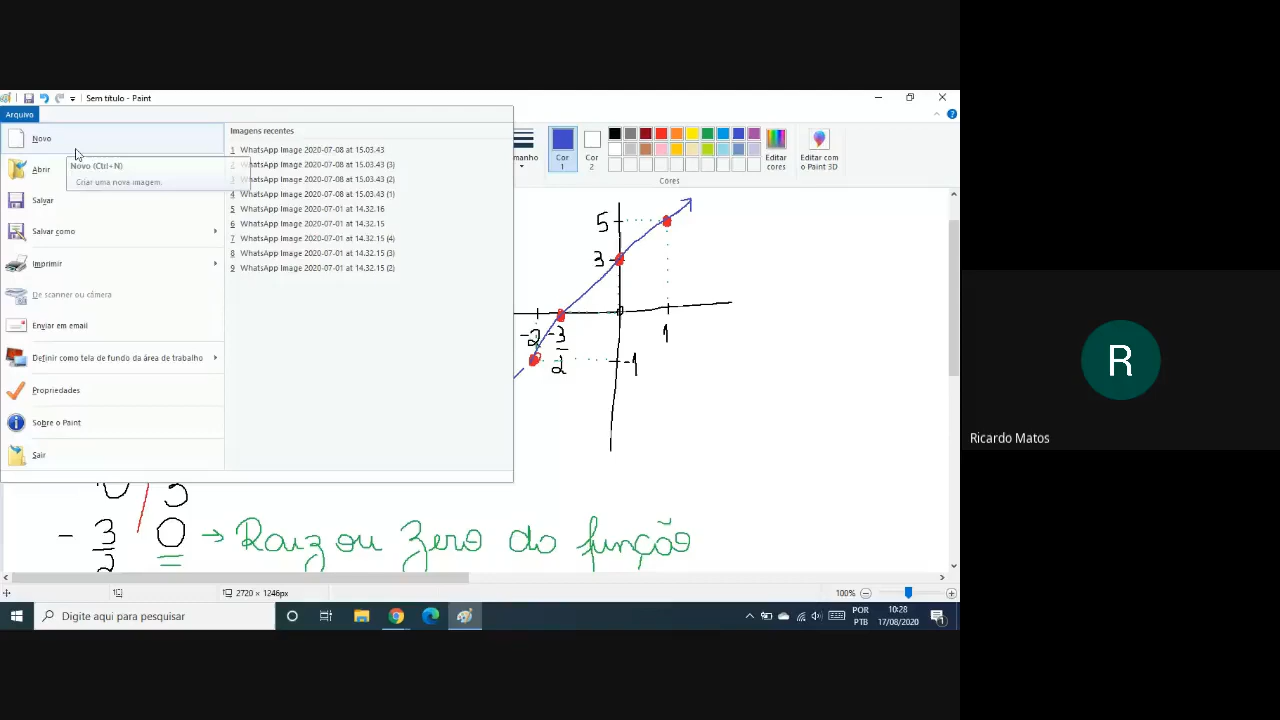 Sem título - Paint
Arquivo
Novo
Novo (Ctrl+N)
Criar uma nova imagem.
Abrir
Salvar
Salvar como
Imprimir
De scanner ou câmera
Enviar em email
Definir como tela de fundo da área de trabalho
Propriedades
Sobre o Paint
Sair
Imagens recentes
1 WhatsApp Image 2020-07-08 at 15.03.43
2 WhatsApp Image 2020-07-08 at 15.03.43 (3)
3 WhatsApp Image 2020-07-08 at 15.03.43 (2)
4 WhatsApp Image 2020-07-08 at 15.03.43 (1)
5 WhatsApp Image 2020-07-01 at 14.32.16
6 WhatsApp Image 2020-07-01 at 14.32.15
7 WhatsApp Image 2020-07-01 at 14.32.15 (4)
8 WhatsApp Image 2020-07-01 at 14.32.15 (3)
9 WhatsApp Image 2020-07-01 at 14.32.15 (2)
manho
Cor 1
Cor 2
Editar cores
Editar com o Paint 3D
Cores
5
3
-2 -3/2
1
-1
-3/2 0 → Raiz ou Zero do função
2720 × 1246px
100%
Digite aqui para pesquisar
POR
PTB
10:28
17/08/2020
1
R
Ricardo Matos